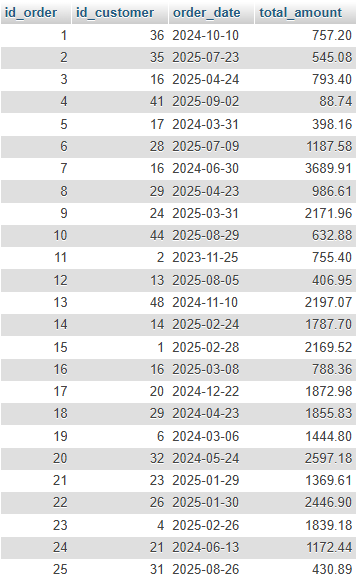 id_order id_customer order_date total_amount
1 36 2024-10-10 757.20
2 35 2025-07-23 545.08
3 16 2025-04-24 793.40
4 41 2025-09-02 88.74
5 17 2024-03-31 398.16
6 28 2025-07-09 1187.58
7 16 2024-06-30 3689.91
8 29 2025-04-23 986.61
9 24 2025-03-31 2171.96
10 44 2025-08-29 632.88
11 2 2023-11-25 755.40
12 13 2025-08-05 406.95
13 48 2024-11-10 2197.07
14 14 2025-02-24 1787.70
15 1 2025-02-28 2169.52
16 16 2025-03-08 788.36
17 20 2024-12-22 1872.98
18 29 2024-04-23 1855.83
19 6 2024-03-06 1444.80
20 32 2024-05-24 2597.18
21 23 2025-01-29 1369.61
22 26 2025-01-30 2446.90
23 4 2025-02-26 1839.18
24 21 2024-06-13 1172.44
25 31 2025-08-26 430.89